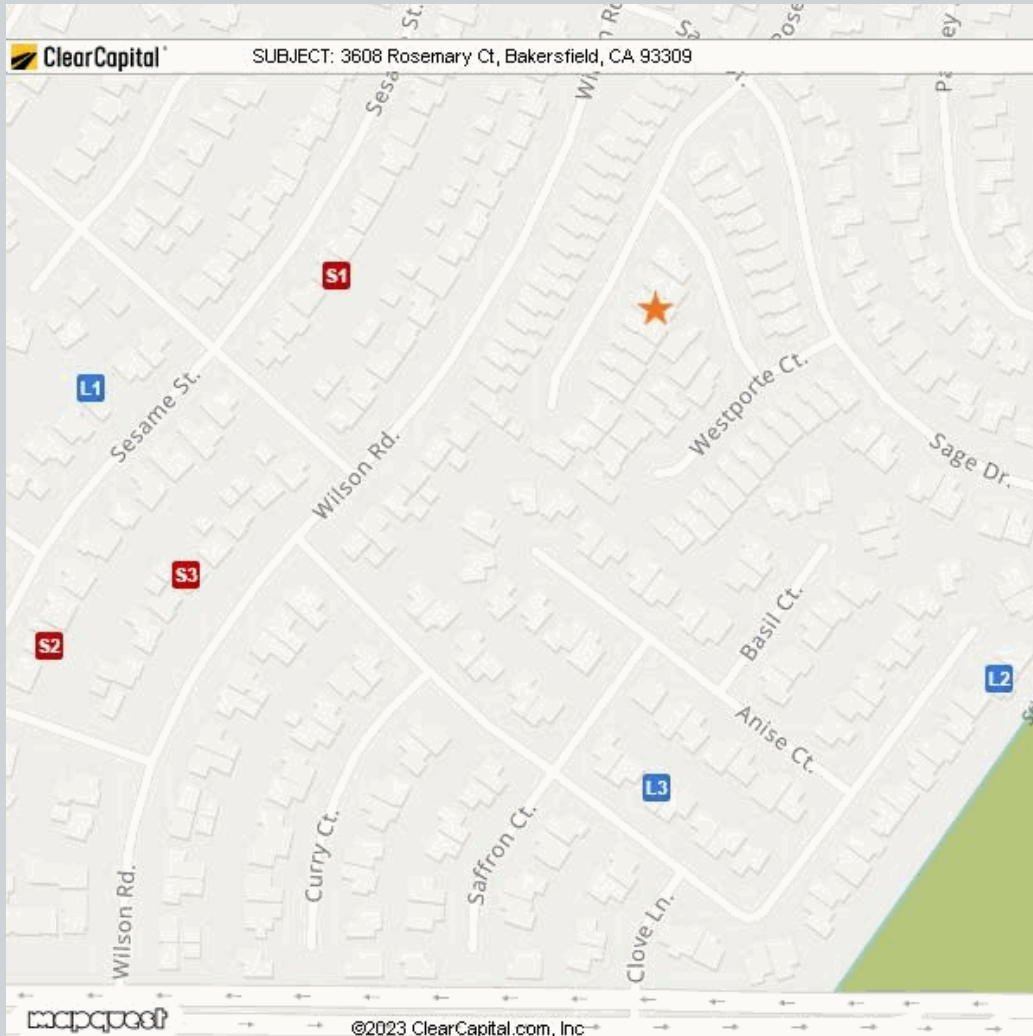 Sesame St.
ClearCapital
SUBJECT: 3608 Rosemary Ct, Bakersfield, CA 93309
S1
L1
Sesame St.
Wilson Rd.
Westporte Ct.
Sage Dr.
S3
S2
Basil Ct.
L2
Anise Ct.
L3
Curry Ct.
Saffron Ct.
Wilson Rd.
Clove Ln.
mapquest
©2023 ClearCapital.com, Inc